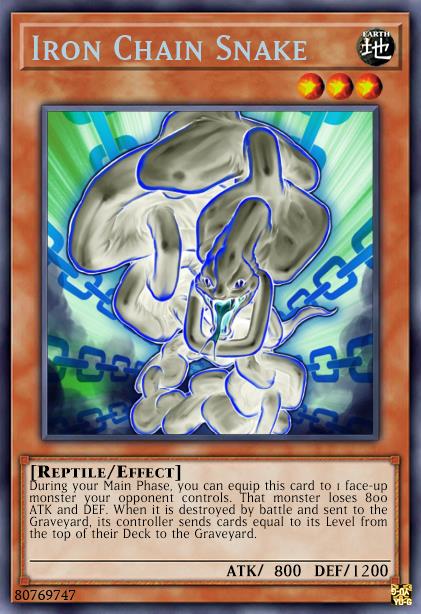 Iron Chain Snake
EARTH
地
[Reptile/Effect]
During your Main Phase, you can equip this card to 1 face-up
monster your opponent controls. That monster loses 800
ATK and DEF. When it is destroyed by battle and sent to the
Graveyard, its controller sends cards equal to its Level from
the top of their Deck to the Graveyard.
ATK/ 800 DEF/1200
80769747